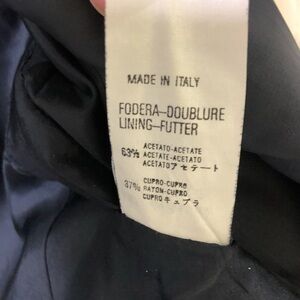 MADE IN ITALY
FODERA-DOUBLURE
LINING-FUTTER
ACETATO-ACETATE
63% ACETATE-ACETATO
ACETATOアセテート
CUPRO-CUPRO
37% RAYON-CUPRO
CUPROキュプラ